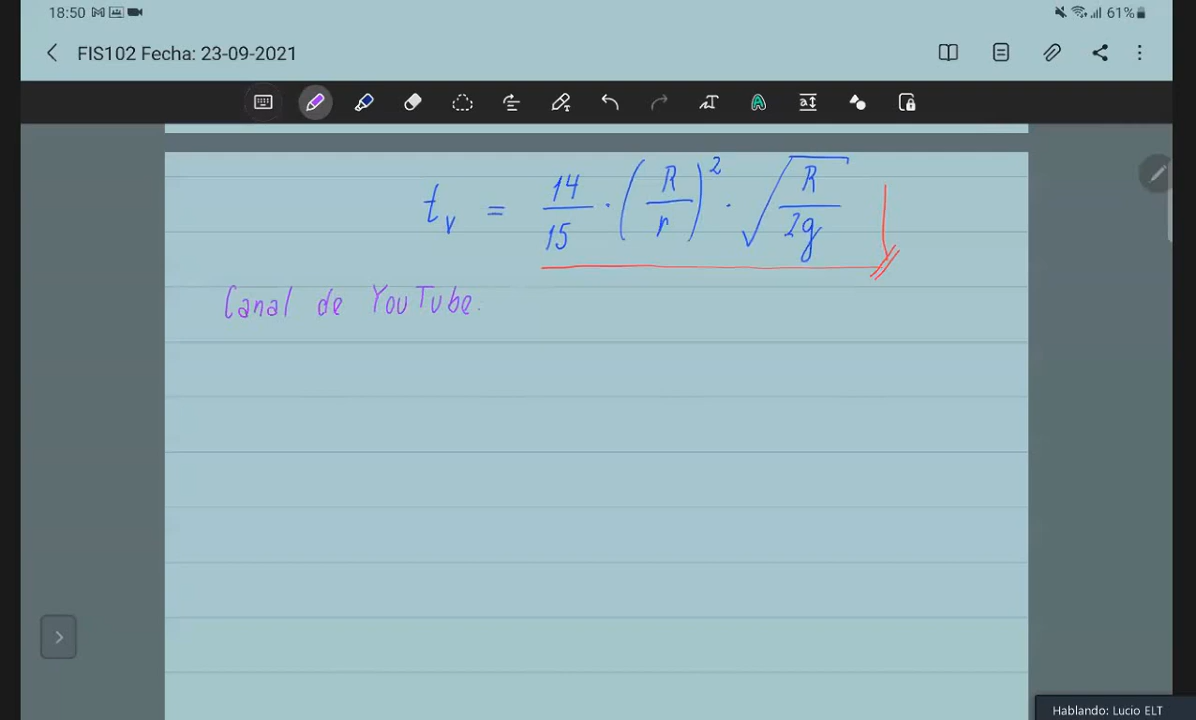 18:50 61%
FIS102 Fecha: 23-09-2021
t_v = 14/15 · (R/r)² · √(R/2g)
Canal de YouTube.
Hablando: Lucio ELT